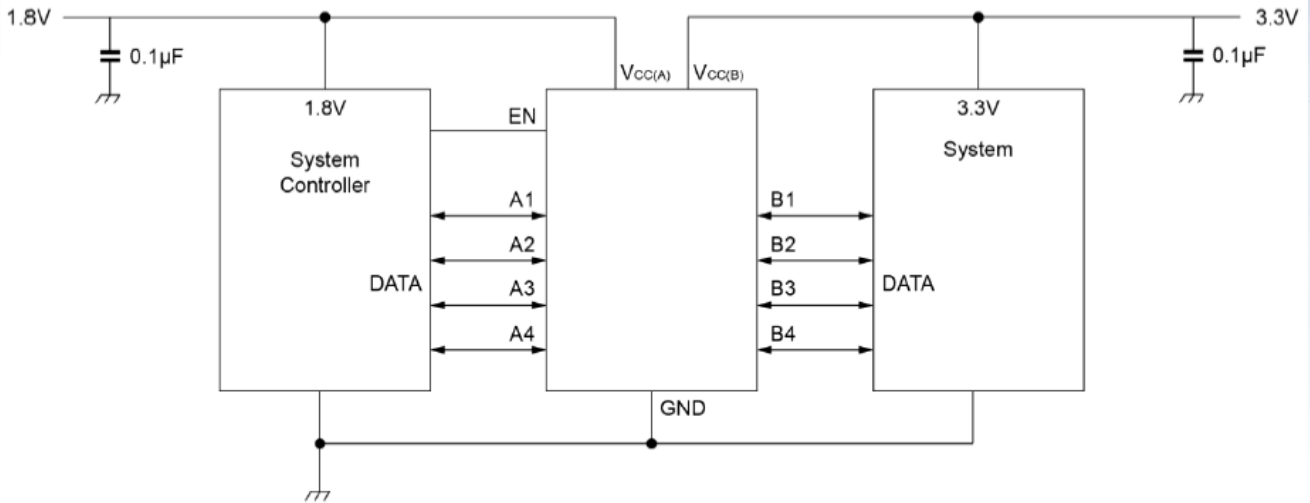 1.8V
3.3V
0.1µF
0.1µF
VCC(A)
VCC(B)
1.8V
EN
3.3V
System
Controller
System
A1
B1
A2
B2
DATA
A3
B3
DATA
A4
B4
GND